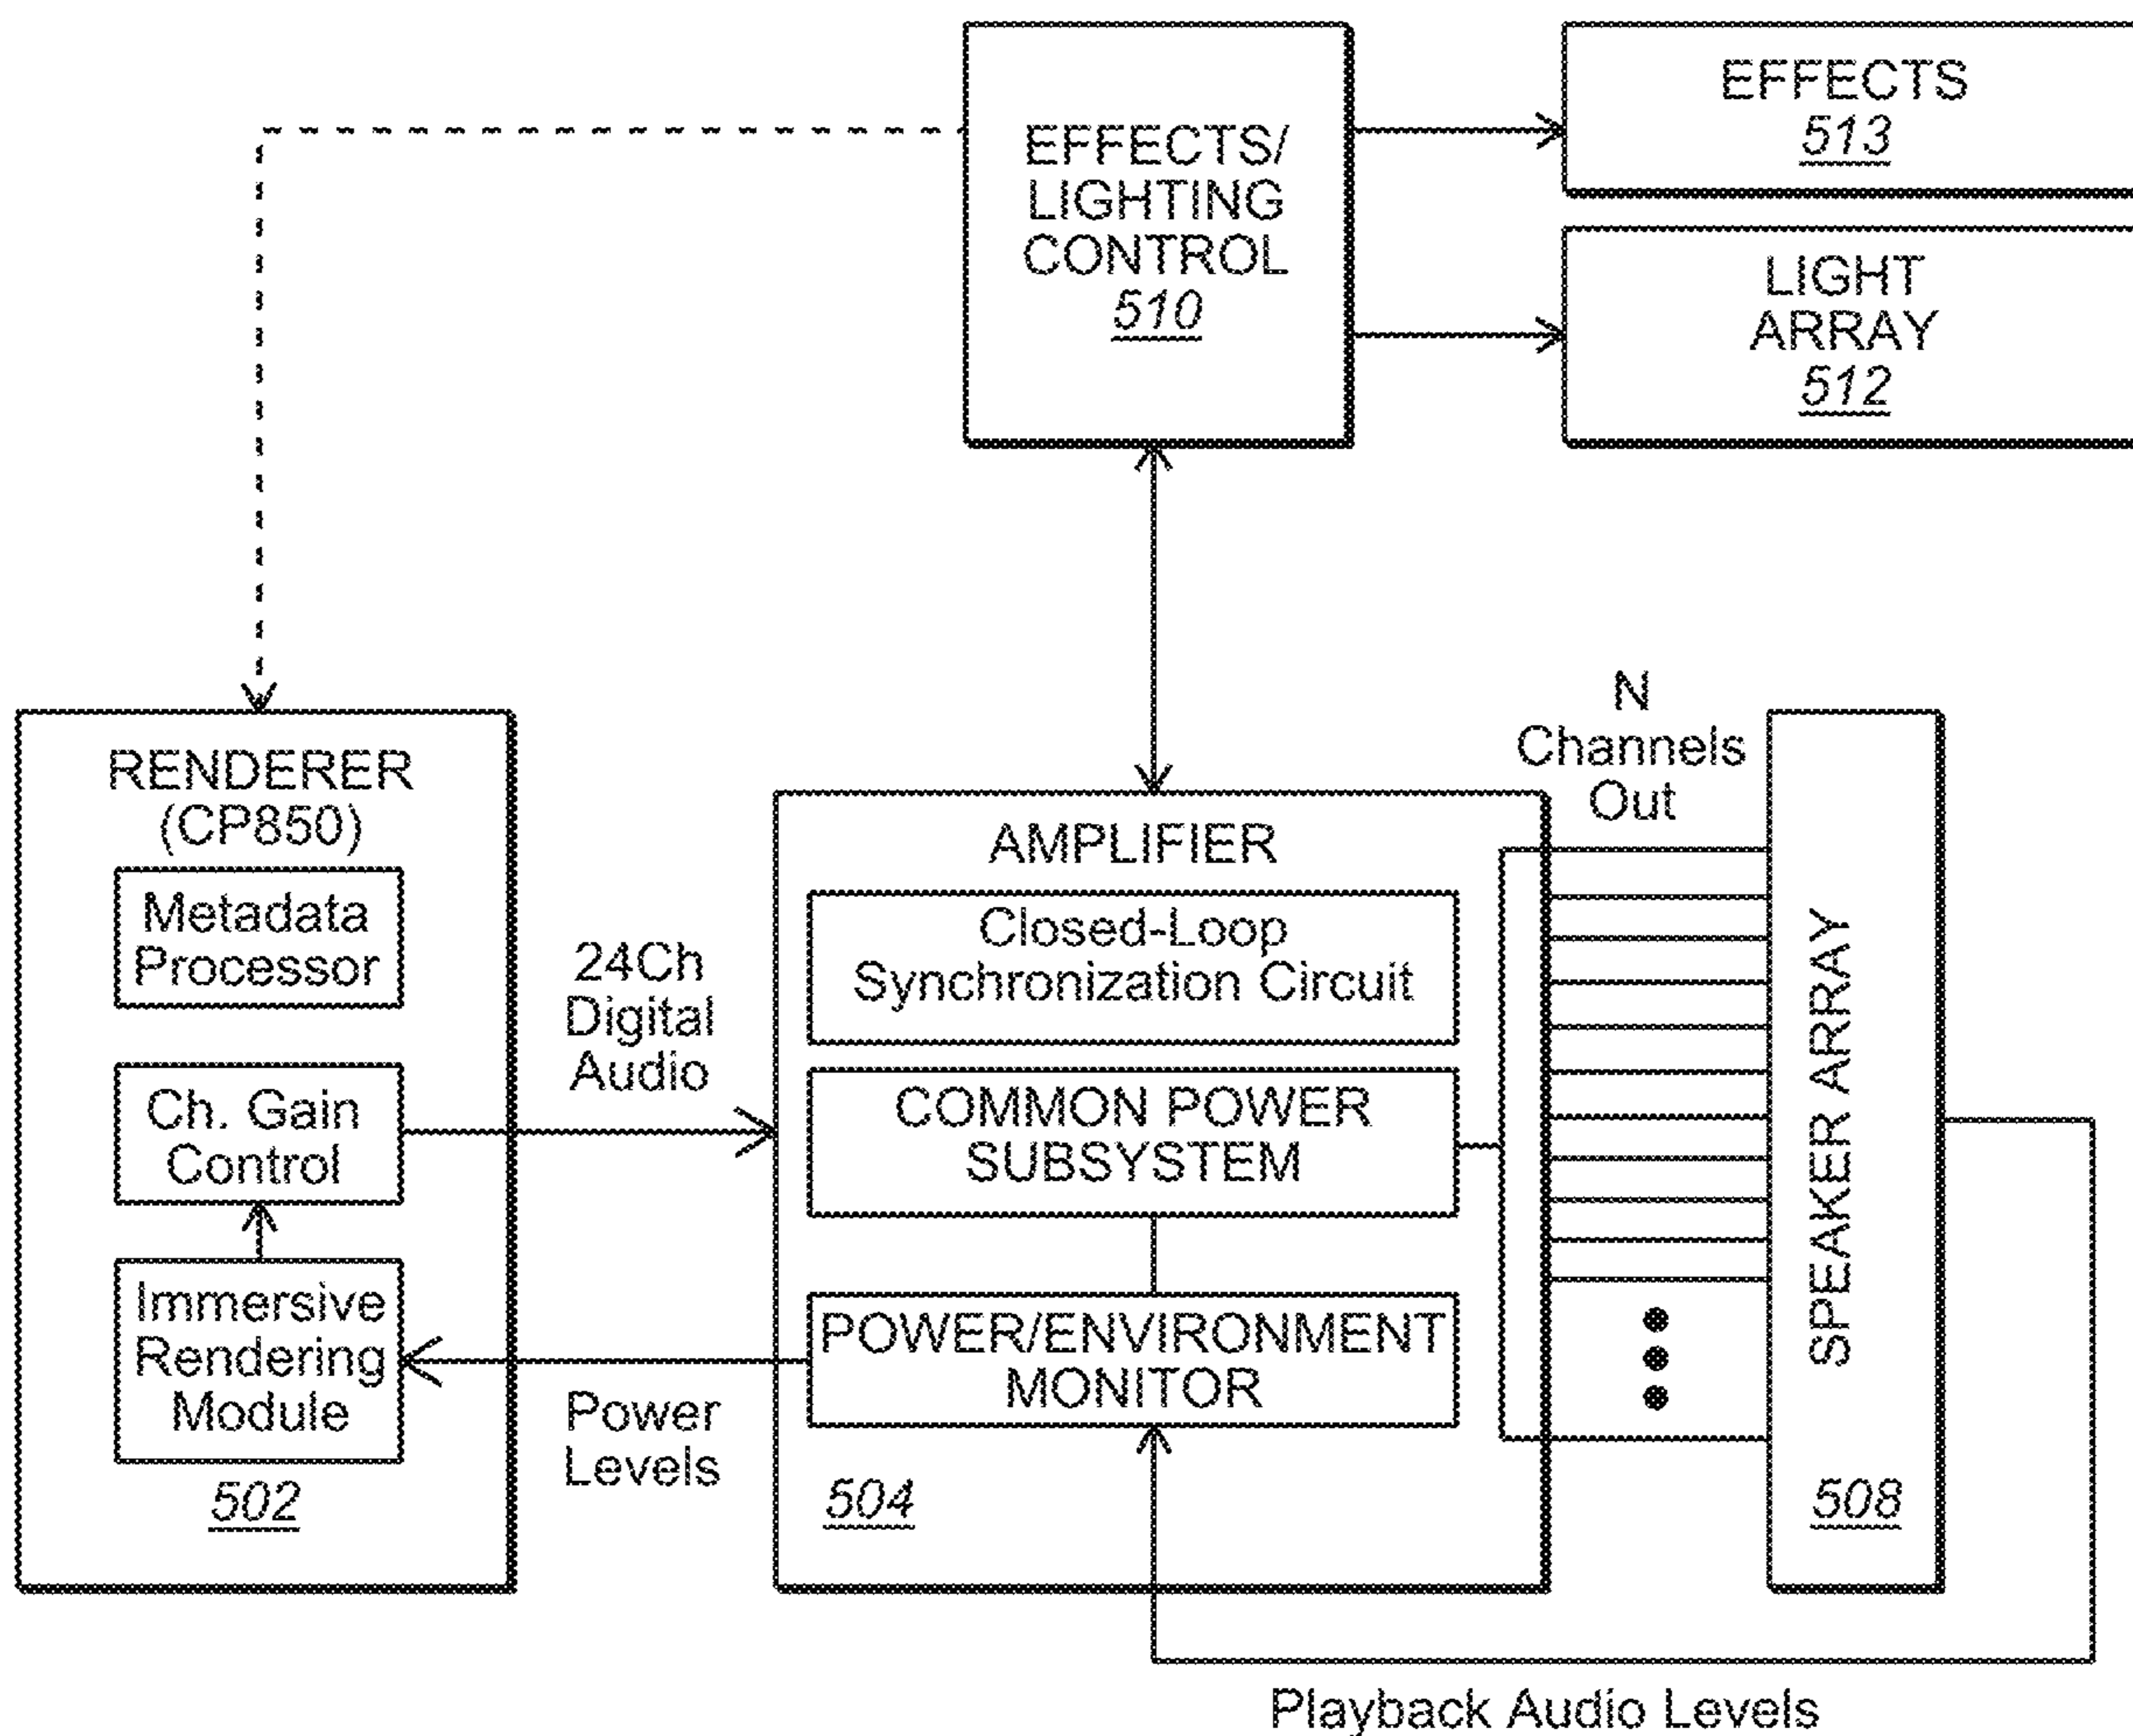 EFFECTS/
LIGHTING
CONTROL
510
EFFECTS
513
LIGHT
ARRAY
512
RENDERER
(CP850)
Metadata
Processor
Ch. Gain
Control
Immersive
Rendering
Module
502
24Ch
Digital
Audio
Power
Levels
AMPLIFIER
Closed-Loop
Synchronization Circuit
COMMON POWER
SUBSYSTEM
POWER/ENVIRONMENT
MONITOR
504
N
Channels
Out
SPEAKER ARRAY
508
Playback Audio Levels